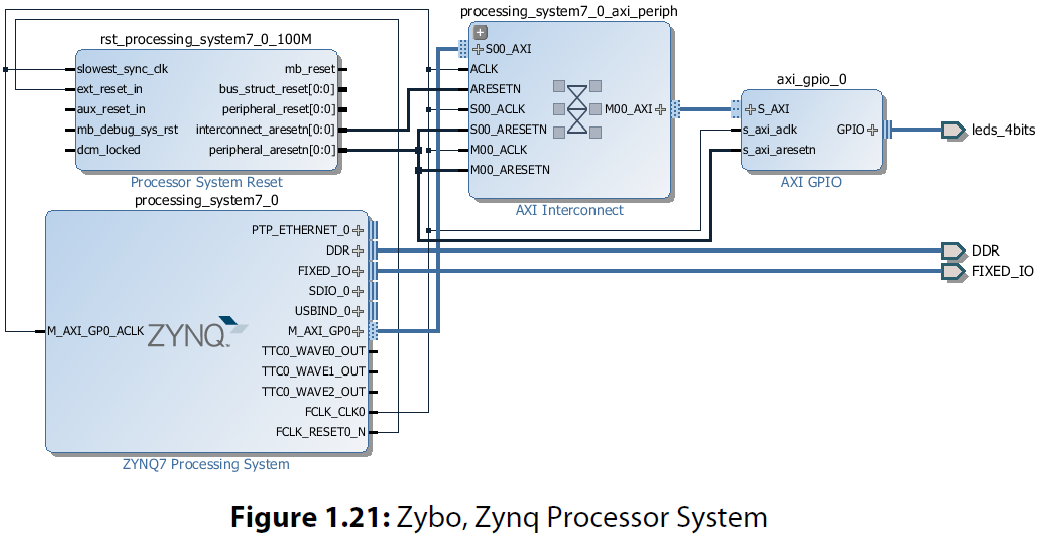 rst_processing_system7_0_100M
slowest_sync_clk
ext_reset_in
aux_reset_in
mb_debug_sys_rst
dcm_locked
mb_reset
bus_struct_reset[0:0]
peripheral_reset[0:0]
interconnect_aresetn[0:0]
peripheral_aresetn[0:0]
Processor System Reset
processing_system7_0_axi_periph
S00_AXI
ACLK
ARESETN
S00_ACLK
S00_ARESETN
M00_ACLK
M00_ARESETN
M00_AXI
AXI Interconnect
axi_gpio_0
S_AXI
s_axi_aclk
s_axi_aresetn
GPIO
AXI GPIO
leds_4bits
DDR
FIXED_IO
processing_system7_0
M_AXI_GP0_ACLK
ZYNQ
PTP_ETHERNET_0
DDR
FIXED_IO
SDIO_0
USBIND_0
M_AXI_GP0
TTC0_WAVE0_OUT
TTC0_WAVE1_OUT
TTC0_WAVE2_OUT
FCLK_CLK0
FCLK_RESET0_N
ZYNQ7 Processing System
Figure 1.21: Zybo, Zynq Processor System